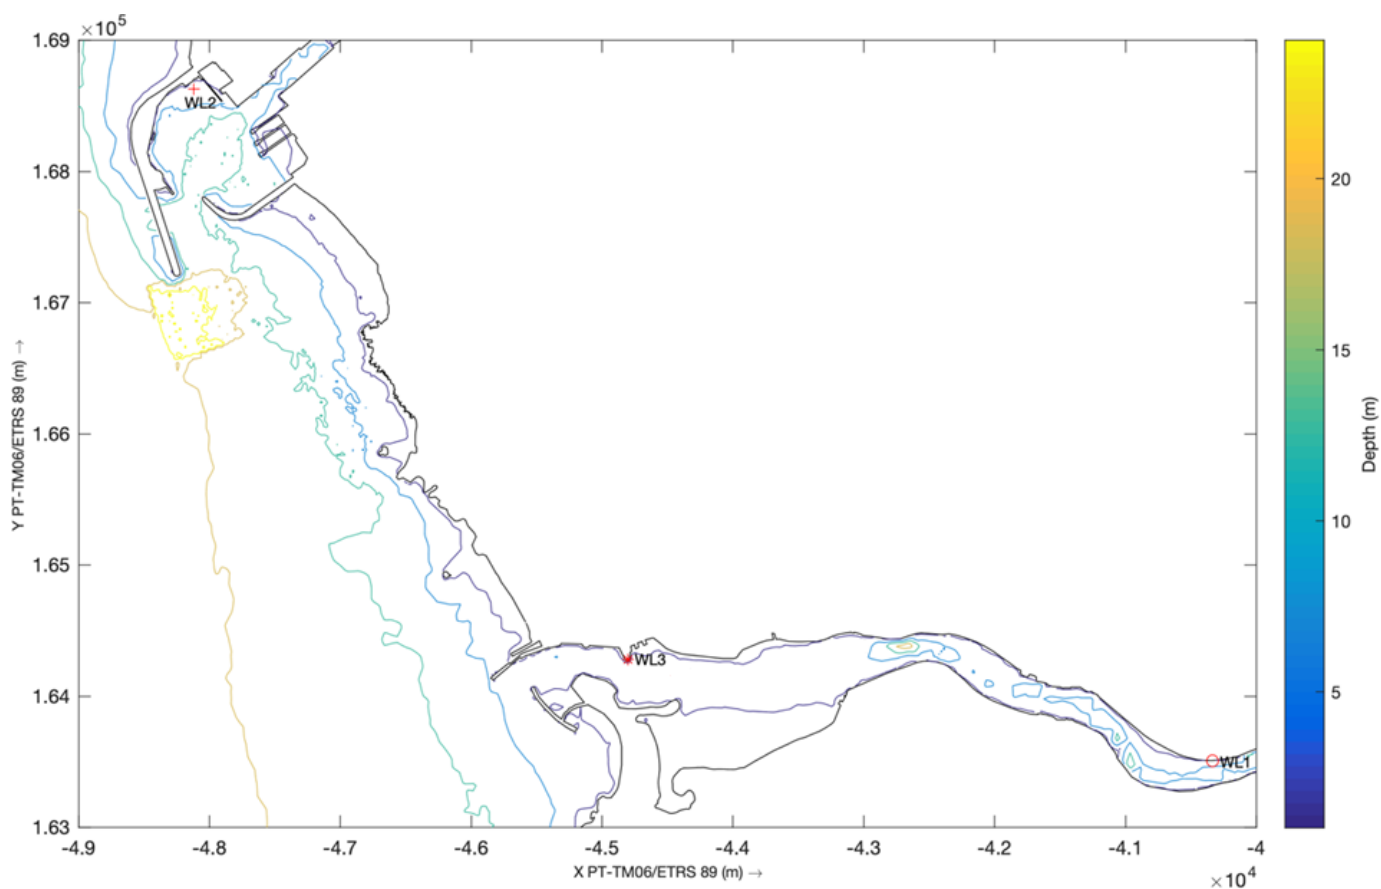 ×10⁵
1.69
1.68
1.67
1.66
1.65
1.64
1.63
Y PT-TM06/ETRS 89 (m) →
WL2
WL3
WL1
-4.9 -4.8 -4.7 -4.6 -4.5 -4.4 -4.3 -4.2 -4.1 -4
X PT-TM06/ETRS 89 (m) →
×10⁴
20
15
10
5
Depth (m)